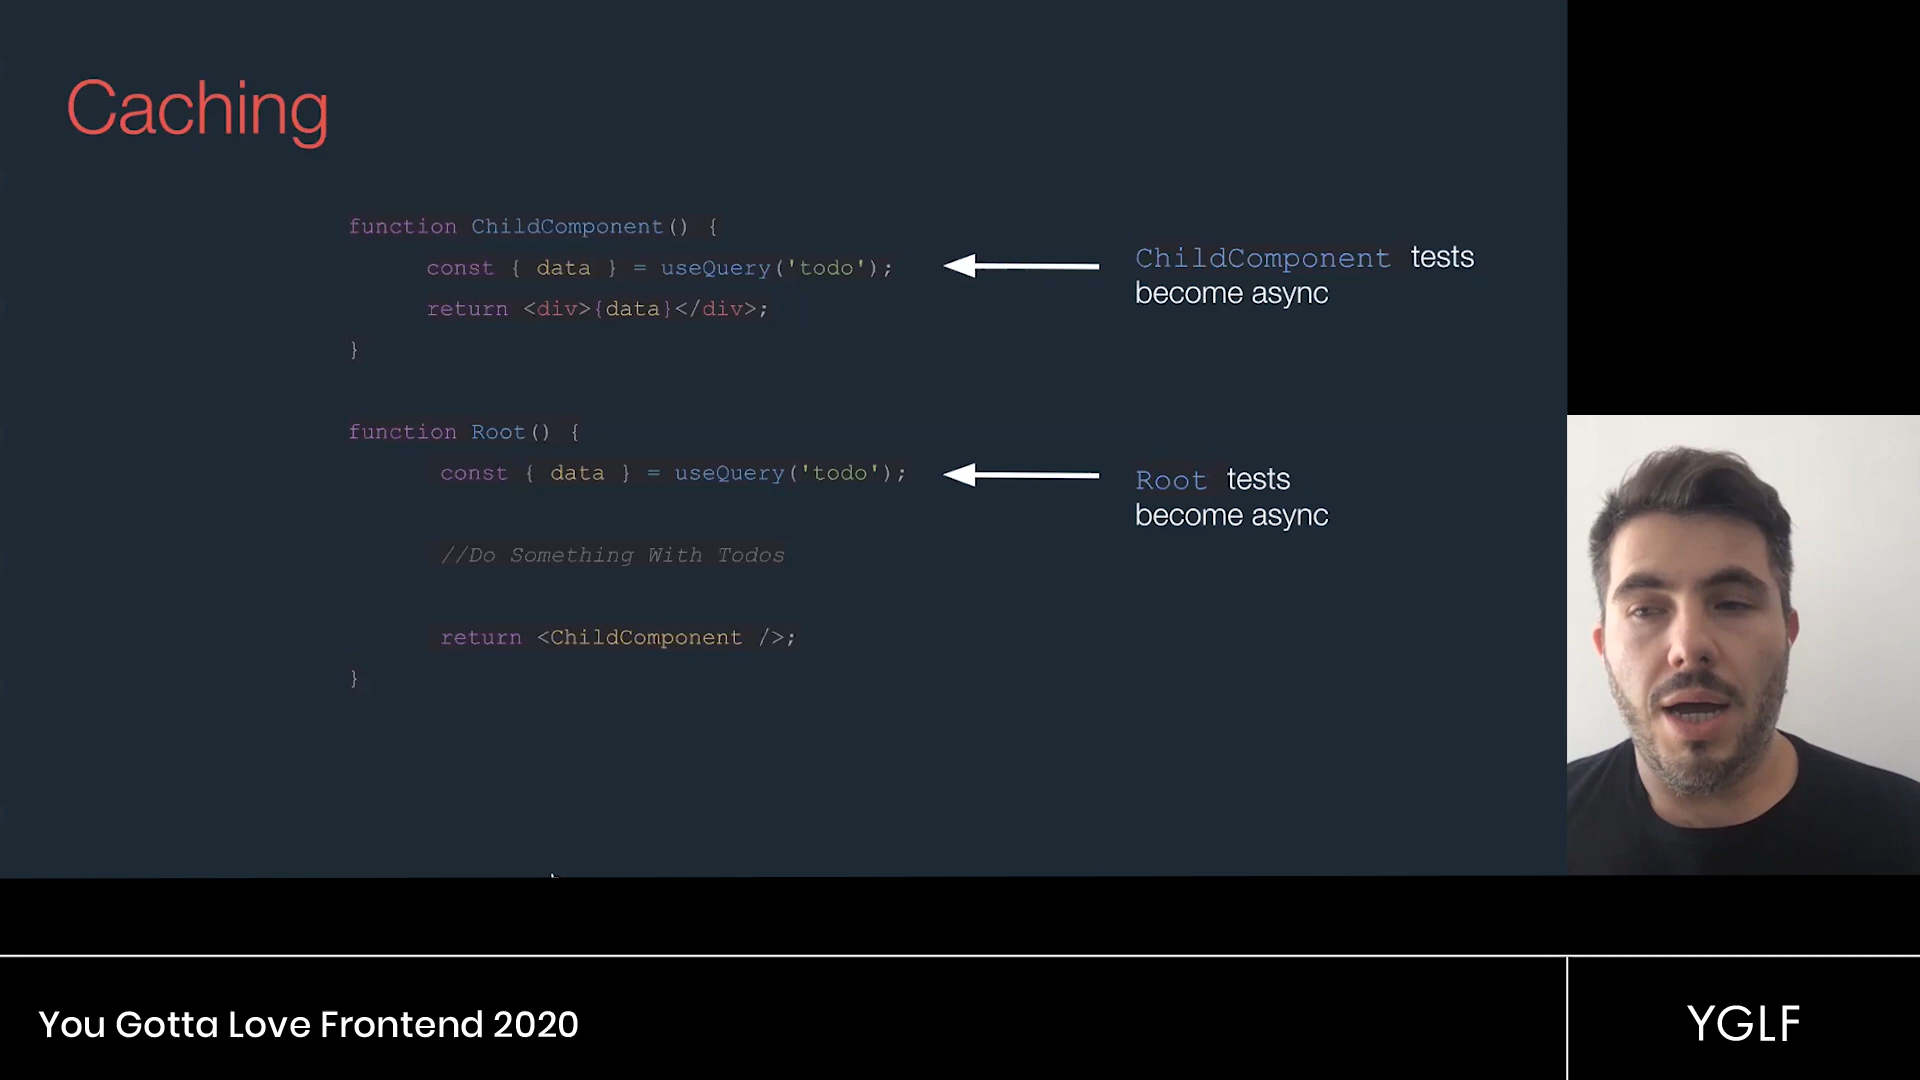 Caching
function ChildComponent() {
const { data } = useQuery('todo');
return <div>{data}</div>;
}
ChildComponent tests
become async
function Root() {
const { data } = useQuery('todo');
//Do Something With Todos
return <ChildComponent />;
}
Root tests
become async
You Gotta Love Frontend 2020
YGLF